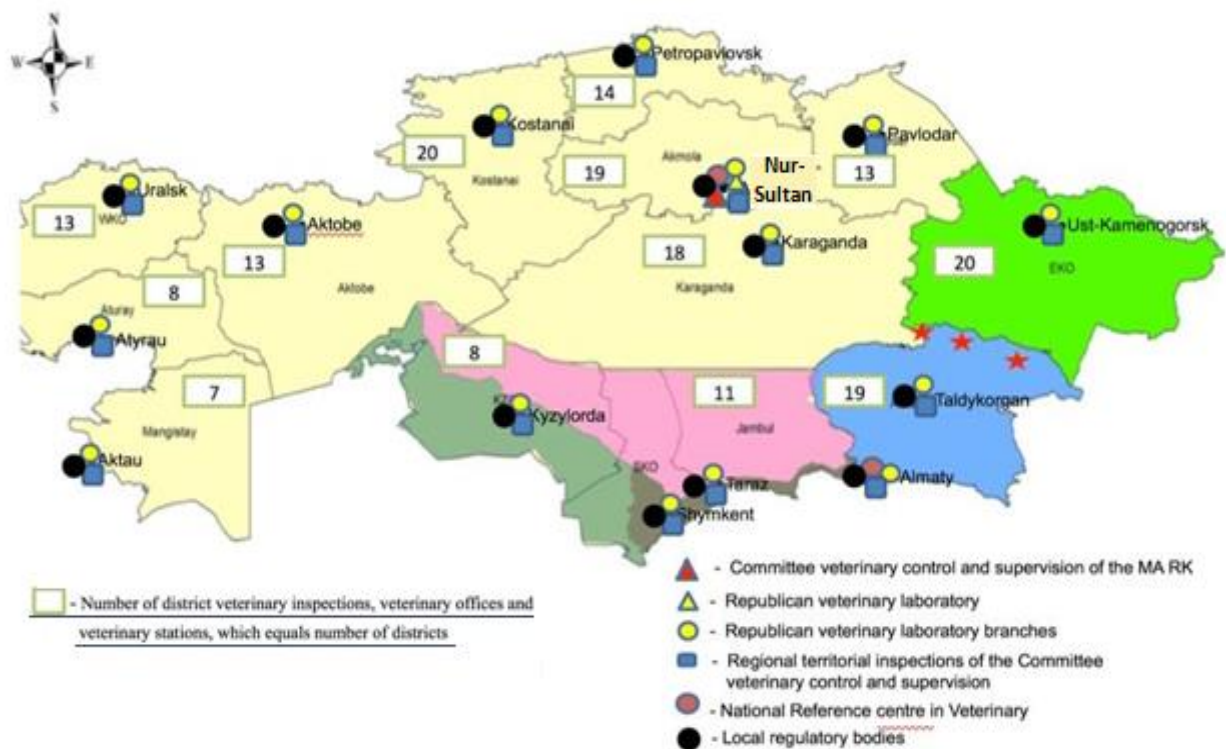 N
W E
S
Petropavlovsk
14
Kostanai
20
Kostanai
19
Akmola
Nur-
Sultan
Pavlodar
13
Uralsk
WKO
13
Aktobe
13
Aktobe
8
Atyrau
18
Karaganda
Karaganda
Ust-Kamenogorsk
20
EKO
8
Kyzylorda
7
Mangistay
Aktau
11
Jambul
SKO
19
Taldykorgan
Taraz
Almaty
Shymkent
- Number of district veterinary inspections, veterinary offices and
veterinary stations, which equals number of districts
- Committee veterinary control and supervision of the MA RK
- Republican veterinary laboratory
- Republican veterinary laboratory branches
- Regional territorial inspections of the Committee
veterinary control and supervision
- National Reference centre in Veterinary
- Local regulatory bodies